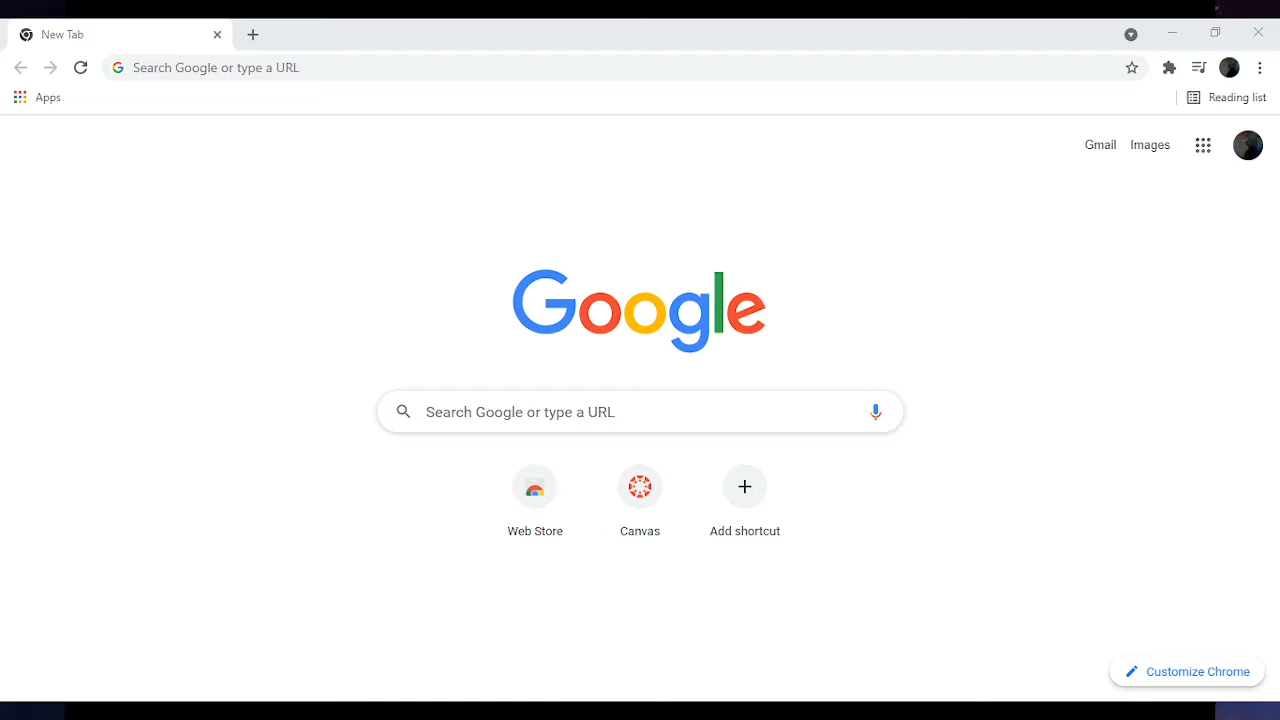 New Tab
Search Google or type a URL
Apps
Reading list
Gmail Images
Google
Search Google or type a URL
Web Store Canvas Add shortcut
Customize Chrome